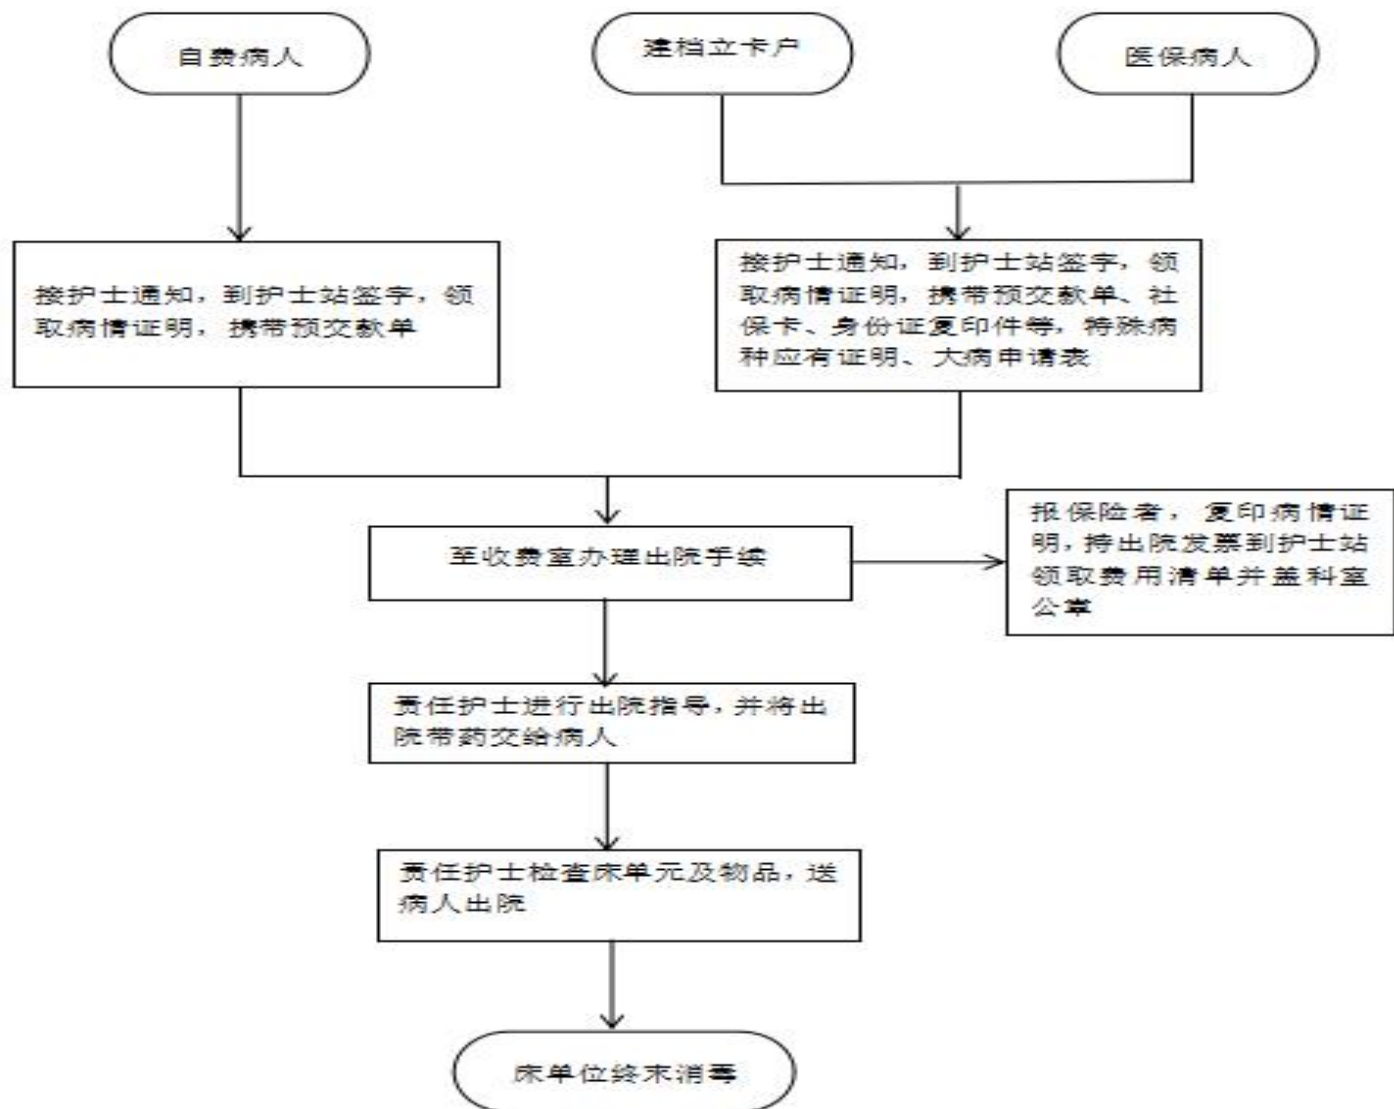 自费病人
建档立卡户
医保病人
接护士通知，到护士站签字，领
取病情证明，携带预交款单
接护士通知，到护士站签字，领
取病情证明，携带预交款单、社
保卡、身份证复印件等，特殊病
种应有证明、大病申请表
至收费室办理出院手续
报保险者，复印病情证
明，持出院发票到护士站
领取费用清单并盖科室
公章
责任护士进行出院指导，并将出
院带药交给病人
责任护士检查床单元及物品，送
病人出院
床单位终末消毒